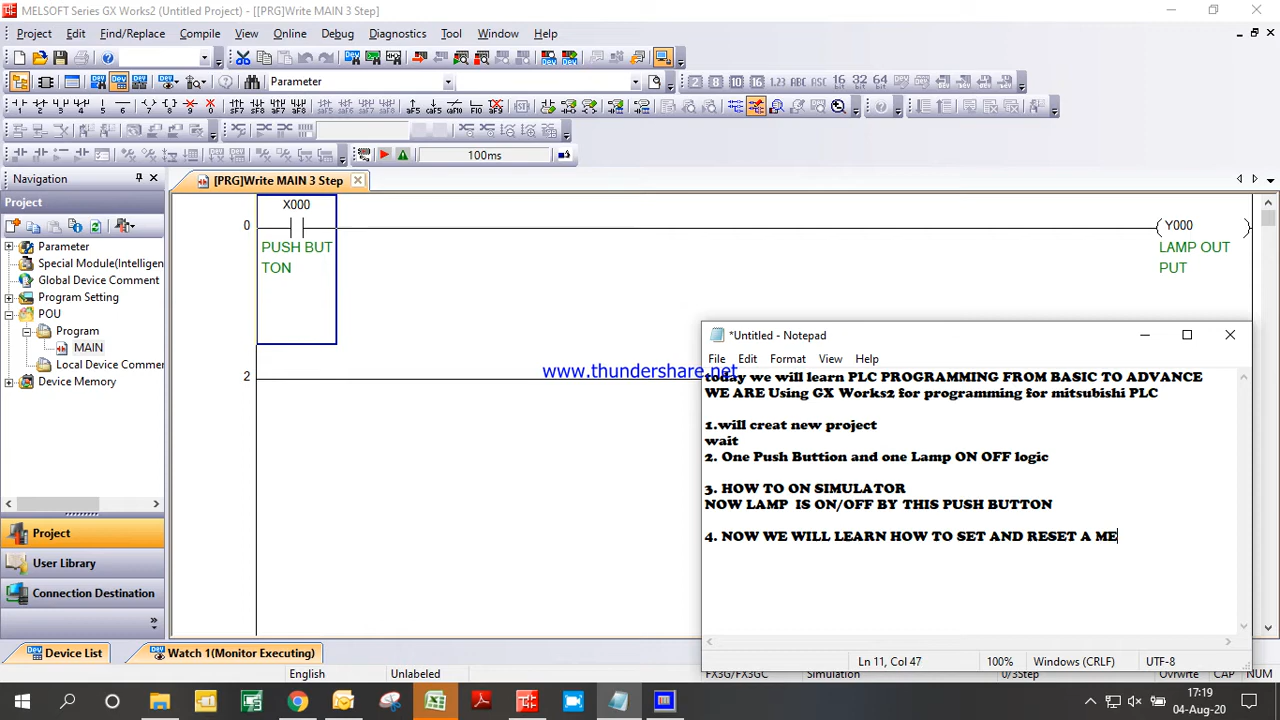 MELSOFT Series GX Works2 (Untitled Project) - [[PRG]Write MAIN 3 Step]
Project Edit Find/Replace Compile View Online Debug Diagnostics Tool Window Help
Parameter
100ms
Navigation
[PRG]Write MAIN 3 Step
Project
Parameter
Special Module(Intelligen
Global Device Comment
Program Setting
POU
Program
MAIN
Local Device Commer
Device Memory
Project
User Library
Connection Destination
0
X000
PUSH BUT
TON
Y000
LAMP OUT
PUT
2
www.thundershare.net
*Untitled - Notepad
File Edit Format View Help
today we will learn PLC PROGRAMMING FROM BASIC TO ADVANCE
WE ARE Using GX Works2 for programming for mitsubishi PLC
1.will creat new project
wait
2. One Push Buttion and one Lamp ON OFF logic
3. HOW TO ON SIMULATOR
NOW LAMP IS ON/OFF BY THIS PUSH BUTTON
4. NOW WE WILL LEARN HOW TO SET AND RESET A ME
Ln 11, Col 47 100% Windows (CRLF) UTF-8
Device List Watch 1(Monitor Executing)
English Unlabeled FX3G/FX3GC Simulation 0/3Step Ovrwrte CAP NUM
17:19
04-Aug-20